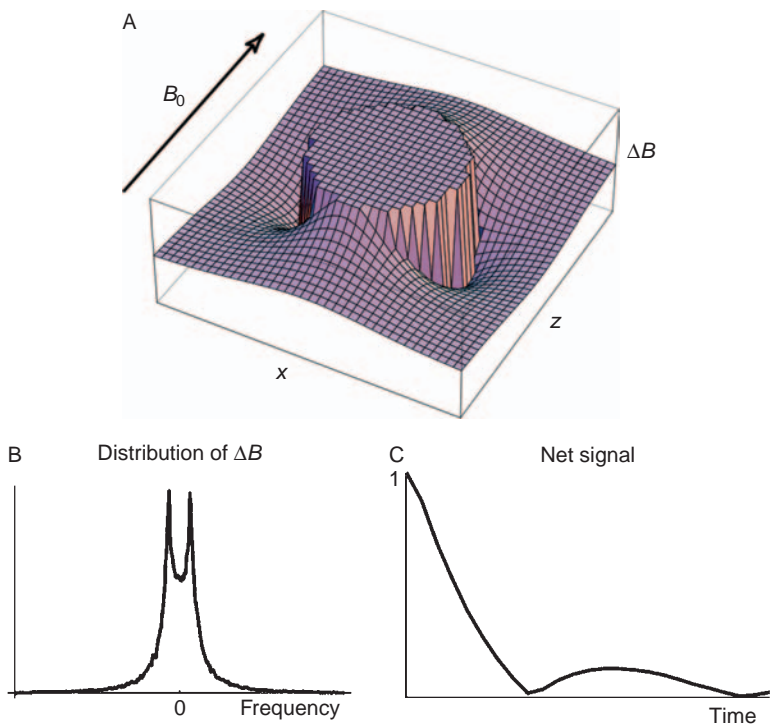 A
B0
ΔB
z
x
B Distribution of ΔB
C Net signal
1
0 Frequency
Time